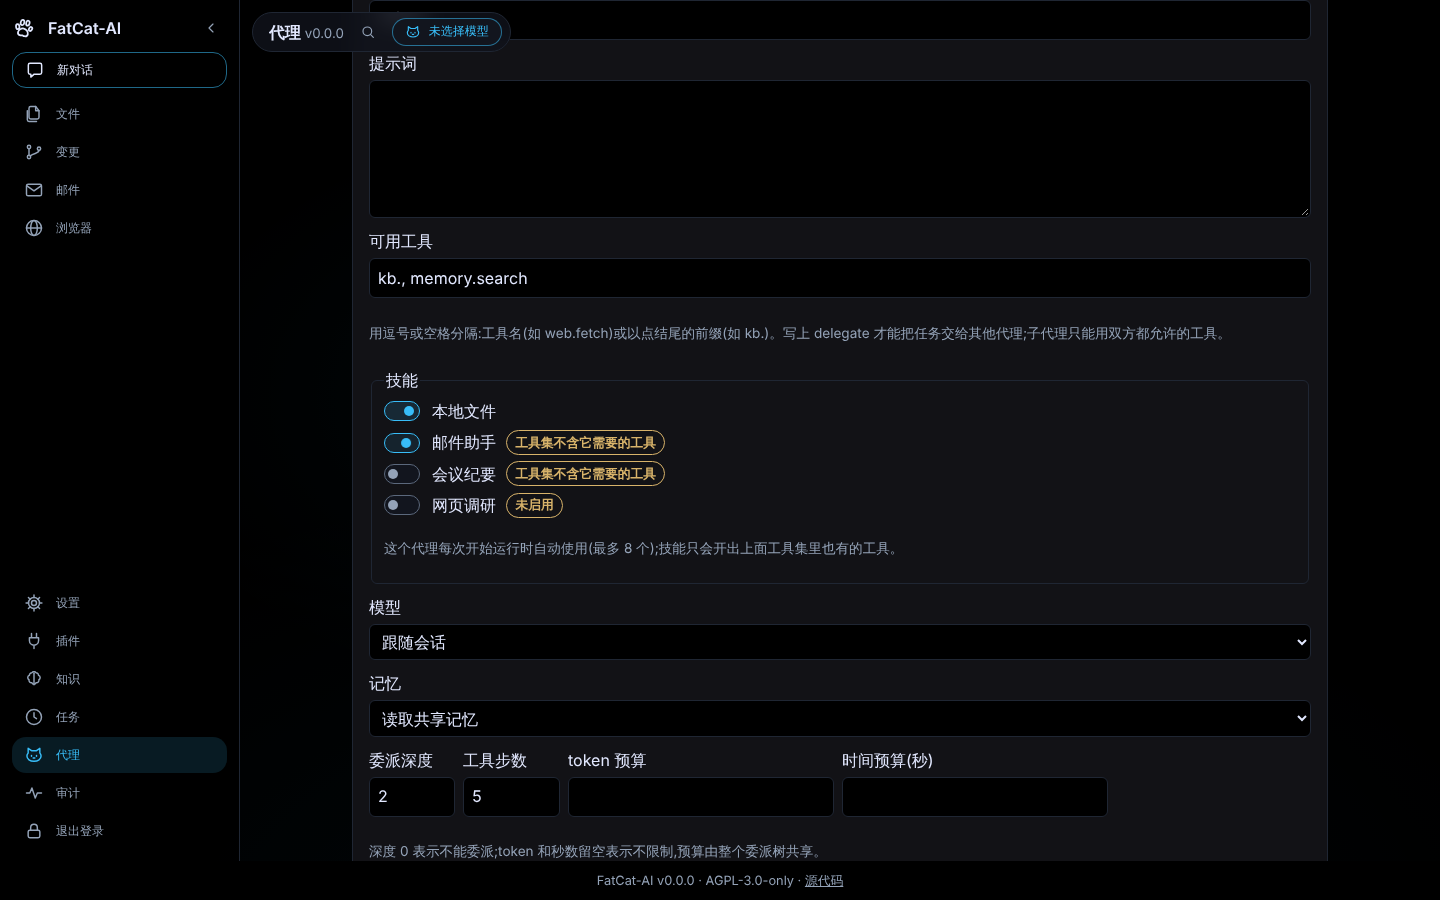 FatCat-AI
新对话
文件
变更
邮件
浏览器
设置
插件
知识
任务
代理
审计
退出登录
代理 v0.0.0
未选择模型
提示词
可用工具
kb., memory.search
用逗号或空格分隔:工具名(如 web.fetch)或以点结尾的前缀(如 kb.)。写上 delegate 才能把任务交给其他代理;子代理只能用双方都允许的工具。
技能
本地文件
邮件助手 工具集不含它需要的工具
会议纪要 工具集不含它需要的工具
网页调研 未启用
这个代理每次开始运行时自动使用(最多 8 个);技能只会开出上面工具集里也有的工具。
模型
跟随会话
记忆
读取共享记忆
委派深度 工具步数 token 预算 时间预算(秒)
2 5
深度 0 表示不能委派;token 和秒数留空表示不限制,预算由整个委派树共享。
FatCat-AI v0.0.0 · AGPL-3.0-only · 源代码